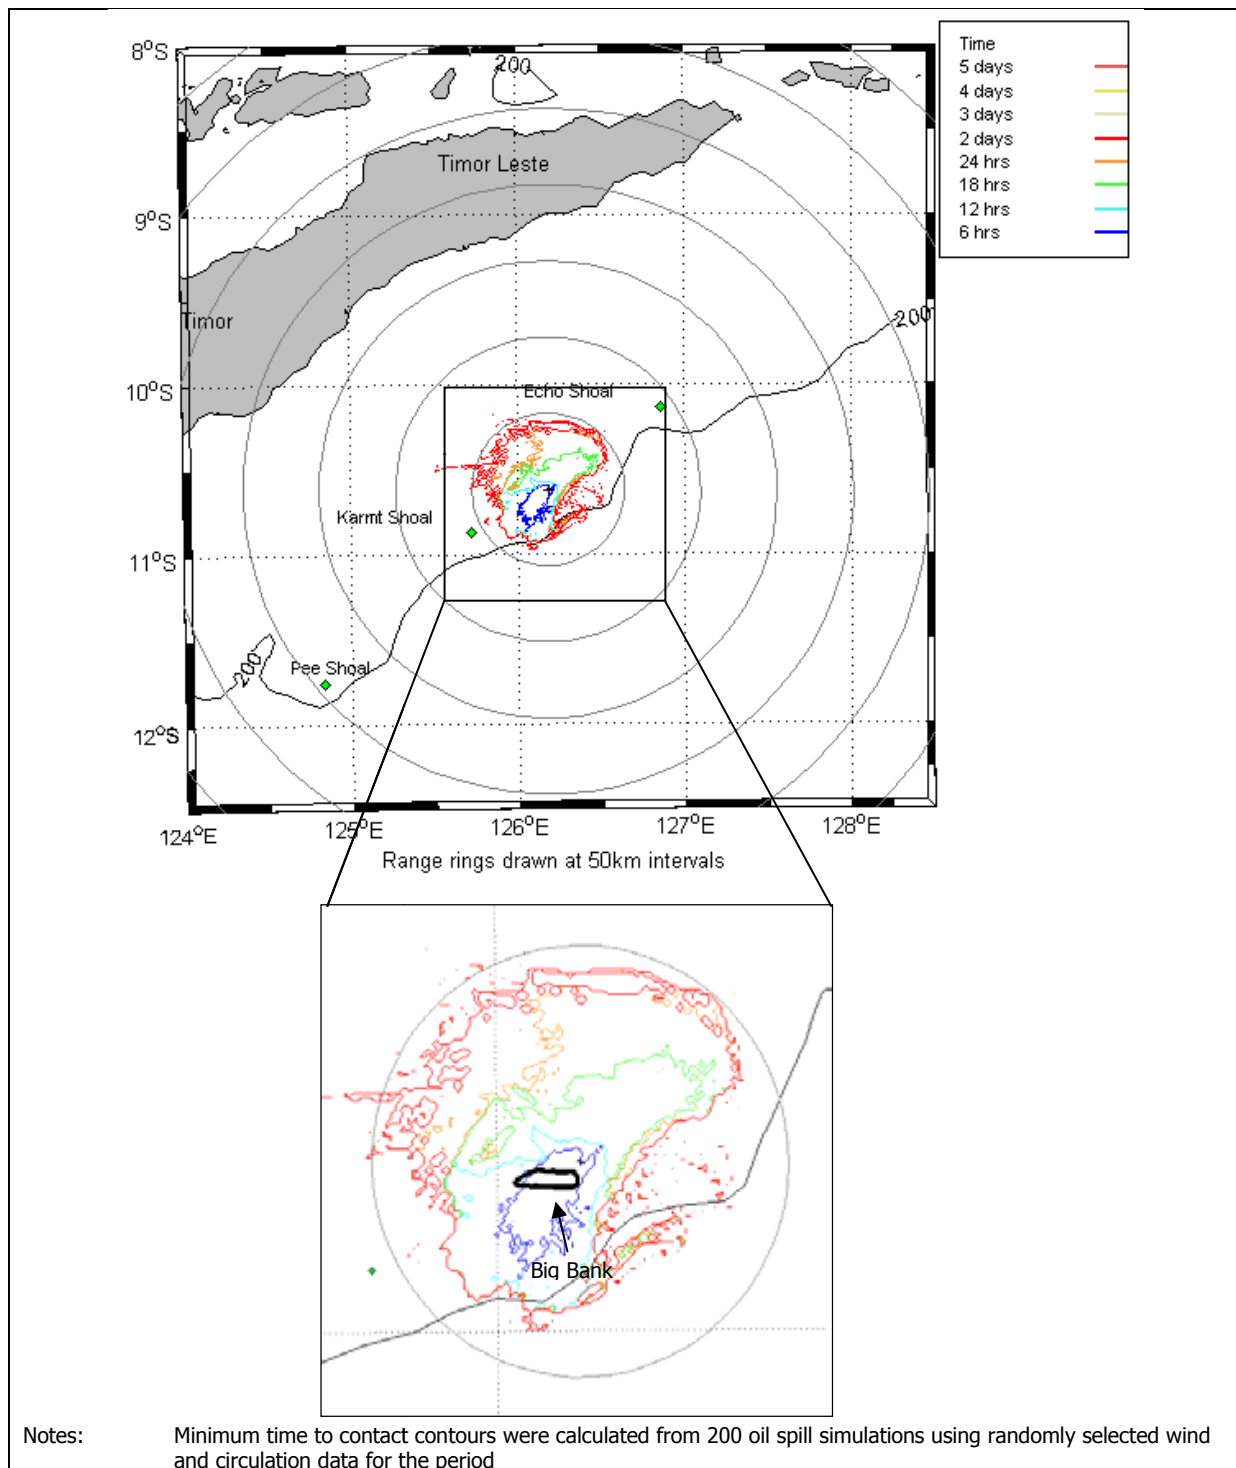 8°S
9°S
10°S
11°S
12°S
200
Timor Leste
Timor
200
Echo Shoal
Karmt Shoal
Pee Shoal
200
124°E
125°E
126°E
127°E
128°E
Time
5 days
4 days
3 days
2 days
24 hrs
18 hrs
12 hrs
6 hrs
Range rings drawn at 50km intervals
Big Bank
Notes: Minimum time to contact contours were calculated from 200 oil spill simulations using randomly selected wind
and circulation data for the period